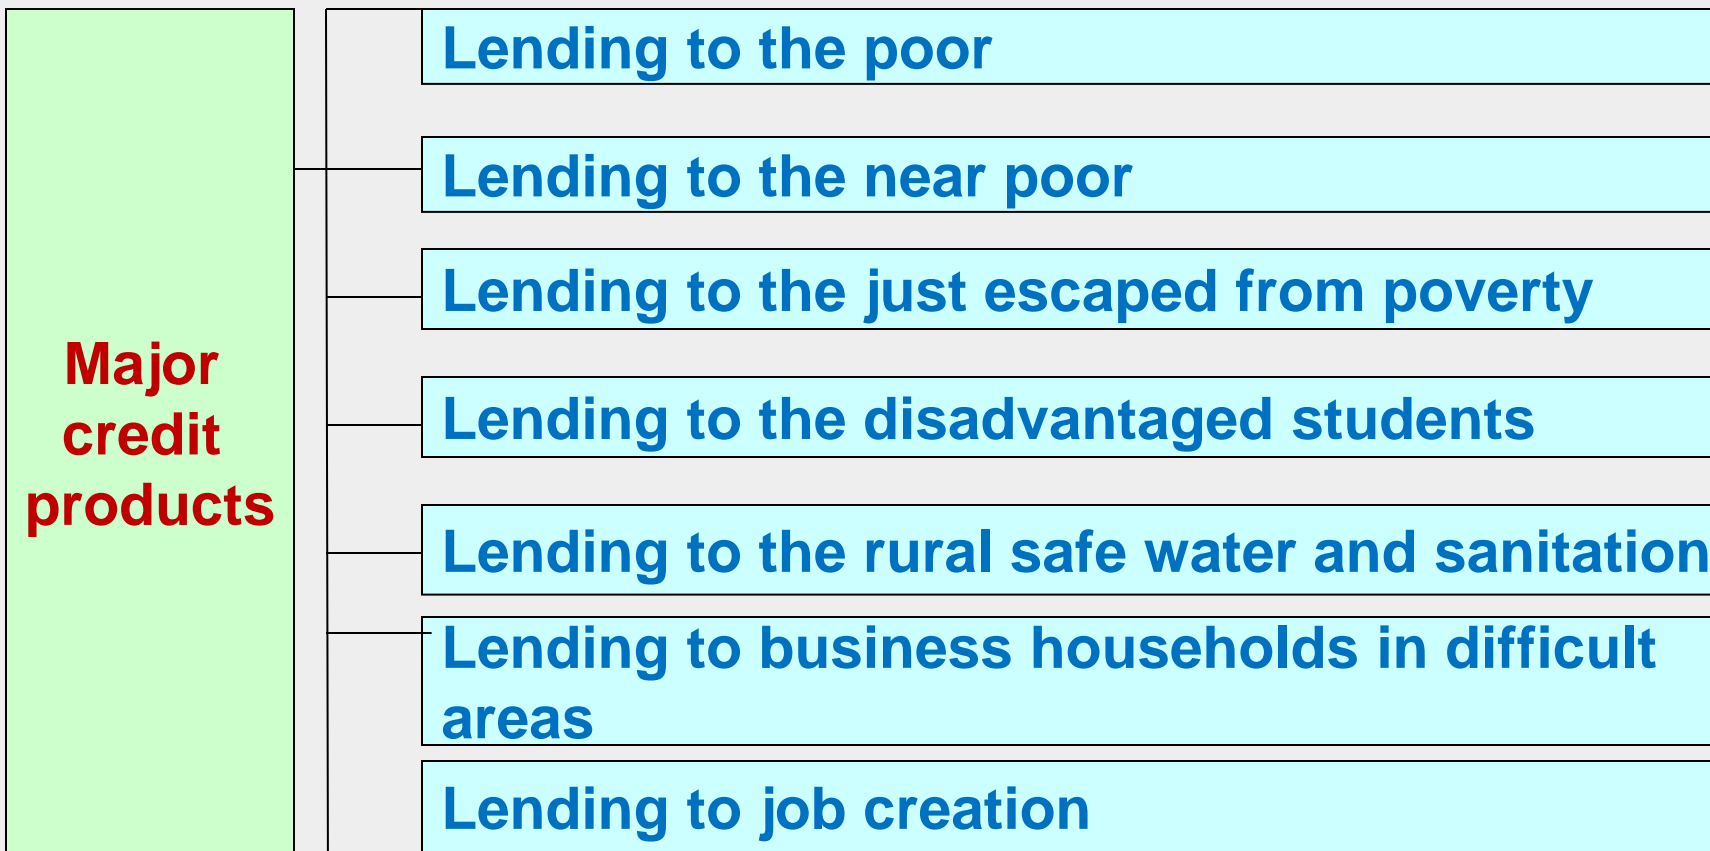 Major
credit
products
Lending to the poor
Lending to the near poor
Lending to the just escaped from poverty
Lending to the disadvantaged students
Lending to the rural safe water and sanitation
Lending to business households in difficult
areas
Lending to job creation